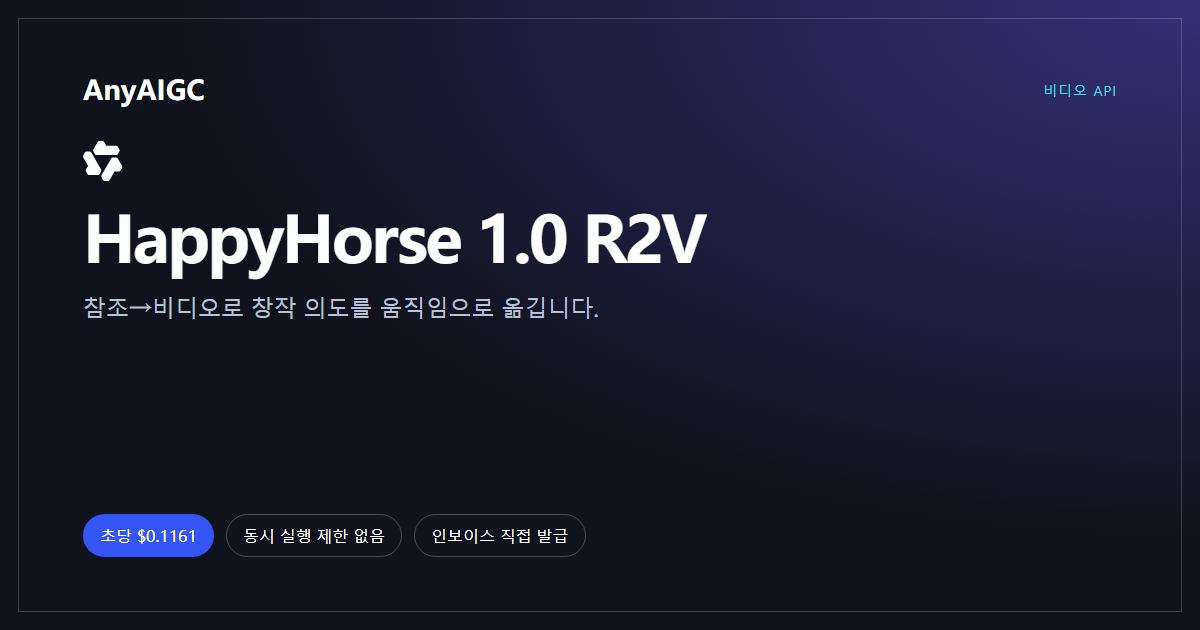 AnyAIGC
비디오 API
HappyHorse 1.0 R2V
참조→비디오로 창작 의도를 움직임으로 옮깁니다.
초당 $0.1161
동시 실행 제한 없음
인보이스 직접 발급